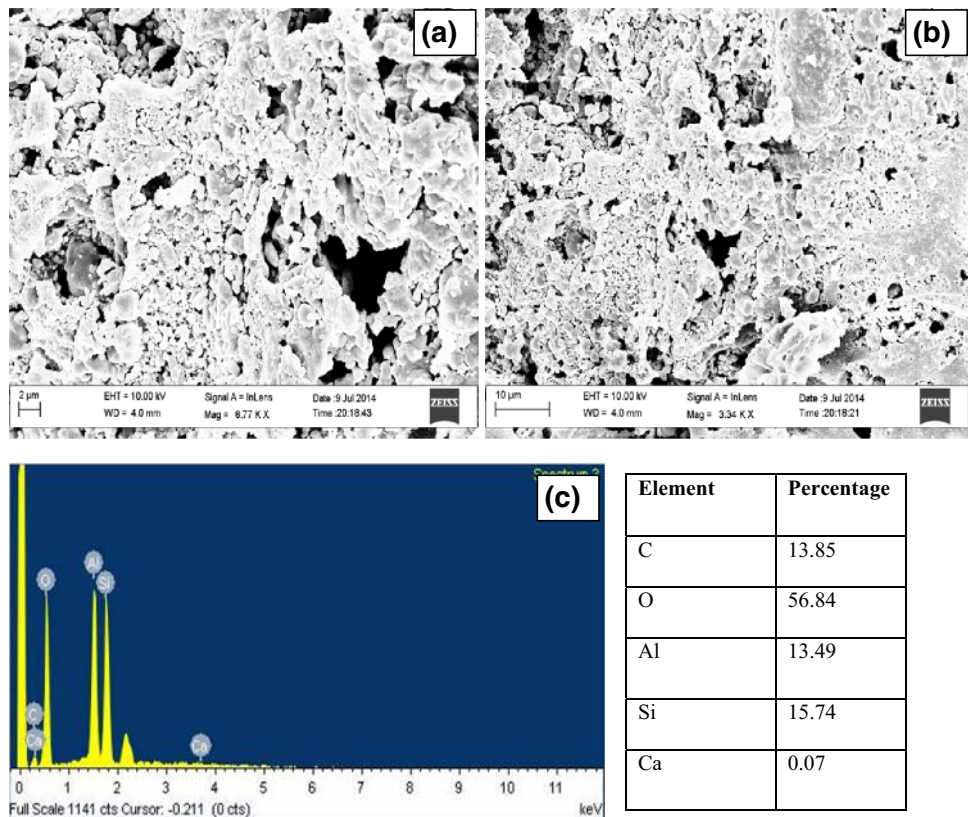 (a)
2 µm
EHT = 10.00 kV
WD = 4.0 mm
Signal A = InLens
Mag = 6.77 K X
Date :9 Jul 2014
Time :20:18:43
ZEISS
(b)
10 µm
EHT = 10.00 kV
WD = 4.0 mm
Signal A = InLens
Mag = 3.34 K X
Date :9 Jul 2014
Time :20:18:21
ZEISS
(c)
O
Al
Si
C
Ca
Ca
0 1 2 3 4 5 6 7 8 9 10 11
Full Scale 1141 cts Cursor: -0.211 (0 cts)
keV
Element Percentage
C 13.85
O 56.84
Al 13.49
Si 15.74
Ca 0.07